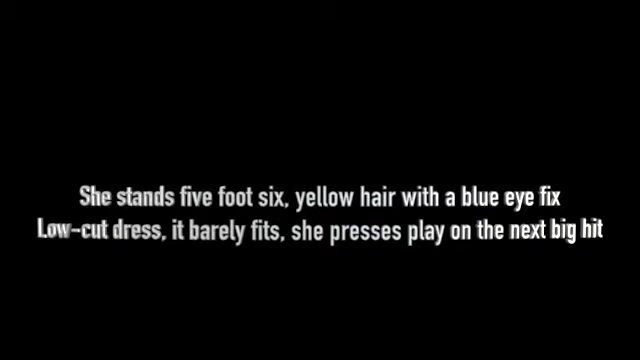 She stands five foot six, yellow hair with a blue eye fix
Low-cut dress, it barely fits, she presses play on the next big hit